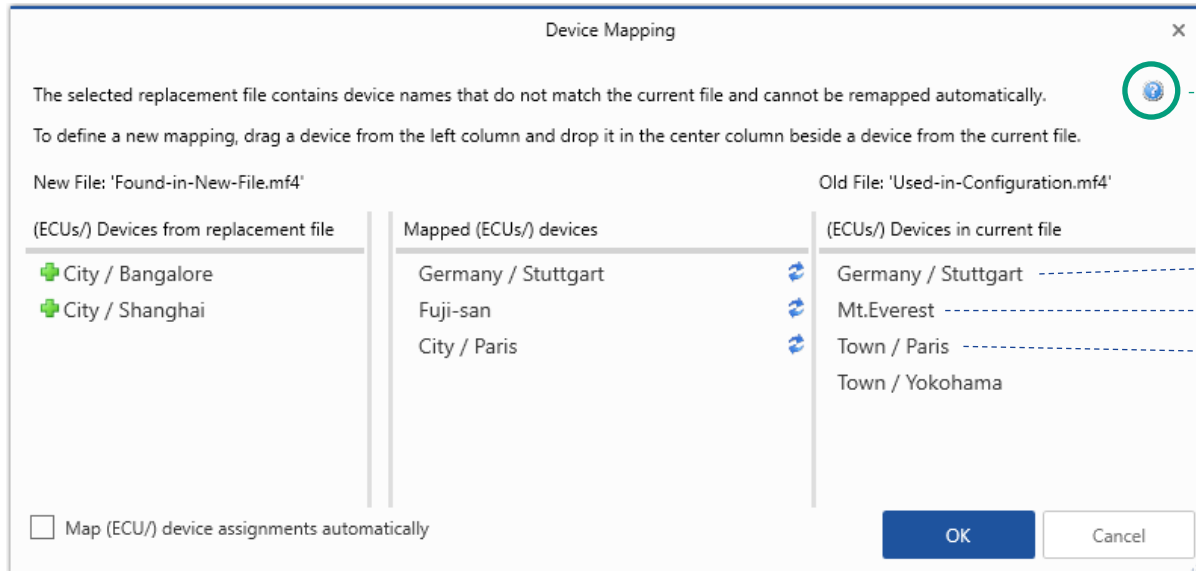 Device Mapping
The selected replacement file contains device names that do not match the current file and cannot be remapped automatically.
To define a new mapping, drag a device from the left column and drop it in the center column beside a device from the current file.
New File: 'Found-in-New-File.mf4'
Old File: 'Used-in-Configuration.mf4'
(ECUs/) Devices from replacement file
Mapped (ECUs/) devices
(ECUs/) Devices in current file
City / Bangalore
Germany / Stuttgart
Germany / Stuttgart
City / Shanghai
Fuji-san
Mt.Everest
City / Paris
Town / Paris
Town / Yokohama
Map (ECU/) device assignments automatically
OK
Cancel